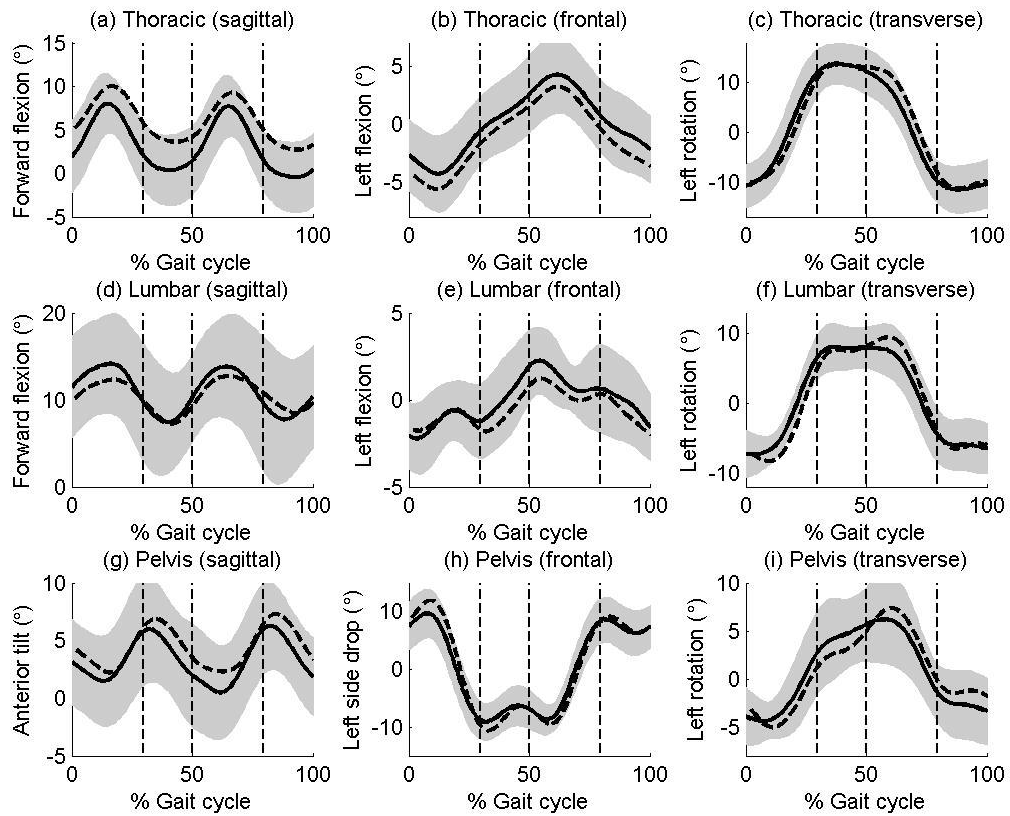 (a) Thoracic (sagittal)
(b) Thoracic (frontal)
(c) Thoracic (transverse)
Forward flexion (°)
15
10
5
0
-5
0
50
100
% Gait cycle
Left flexion (°)
5
0
-5
0
50
100
% Gait cycle
Left rotation (°)
10
0
-10
0
50
100
% Gait cycle
(d) Lumbar (sagittal)
(e) Lumbar (frontal)
(f) Lumbar (transverse)
Forward flexion (°)
20
10
0
0
50
100
% Gait cycle
Left flexion (°)
5
0
-5
0
50
100
% Gait cycle
Left rotation (°)
10
0
-10
0
50
100
% Gait cycle
(g) Pelvis (sagittal)
(h) Pelvis (frontal)
(i) Pelvis (transverse)
Anterior tilt (°)
10
5
0
-5
0
50
100
% Gait cycle
Left side drop (°)
10
0
-10
0
50
100
% Gait cycle
Left rotation (°)
10
5
0
-5
0
50
100
% Gait cycle